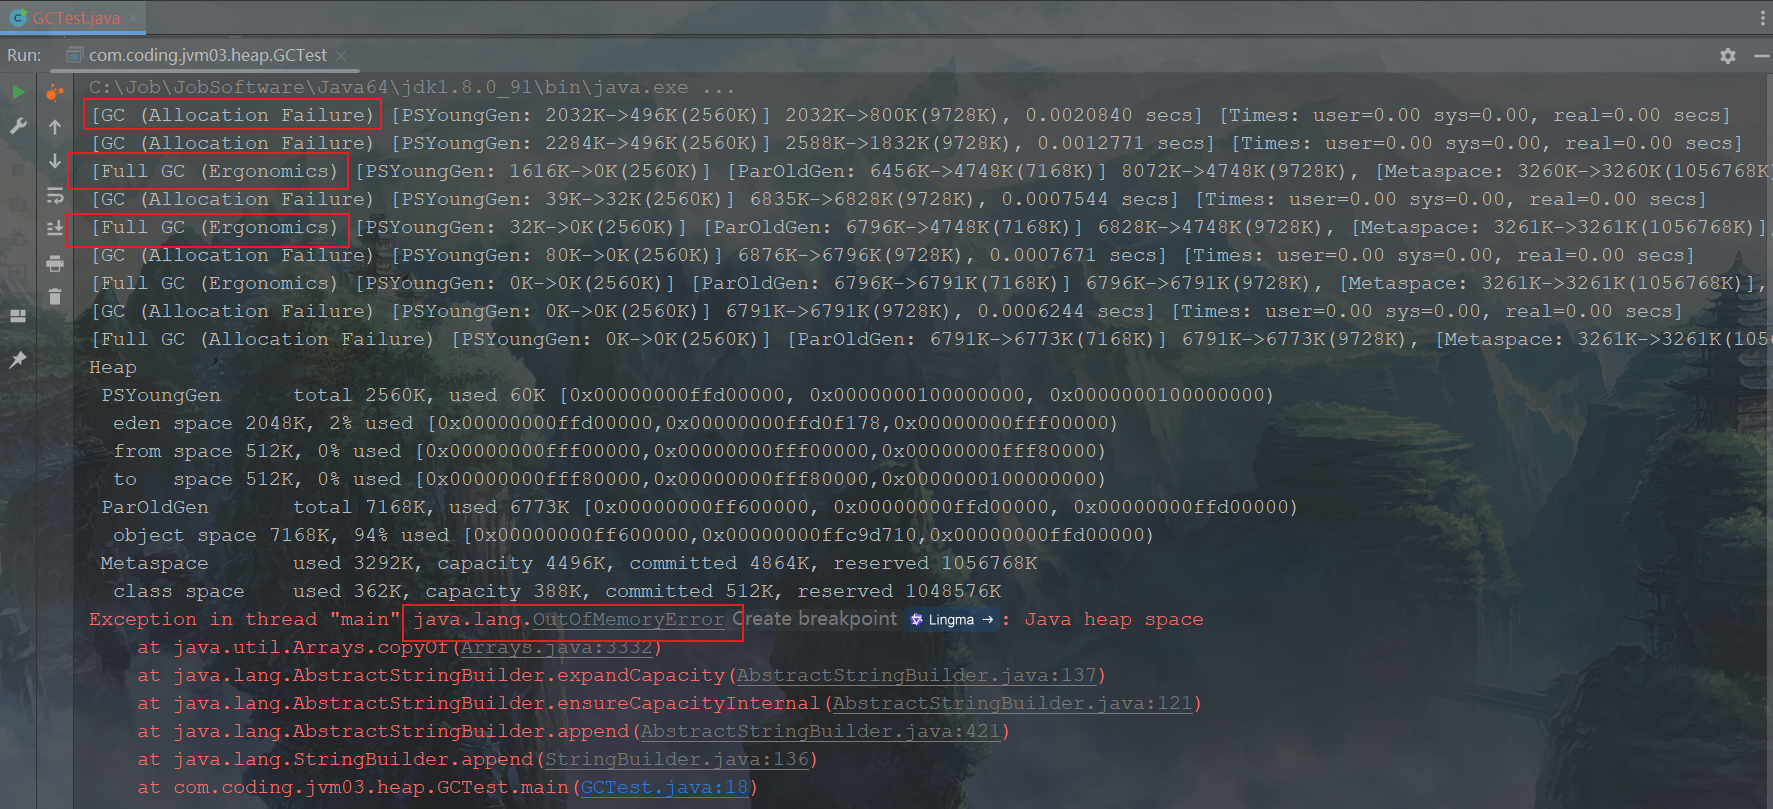 GCTest.java
Run: com.coding.jvm03.heap.GCTest
C:\Job\JobSoftware\Java64\jdk1.8.0_91\bin\java.exe ...
[GC (Allocation Failure) [PSYoungGen: 2032K->496K(2560K)] 2032K->800K(9728K), 0.0020840 secs] [Times: user=0.00 sys=0.00, real=0.00 secs]
[GC (Allocation Failure) [PSYoungGen: 2284K->496K(2560K)] 2588K->1832K(9728K), 0.0012771 secs] [Times: user=0.00 sys=0.00, real=0.00 secs]
[Full GC (Ergonomics) [PSYoungGen: 1616K->0K(2560K)] [ParOldGen: 6456K->4748K(7168K)] 8072K->4748K(9728K), [Metaspace: 3260K->3260K(1056768K)
[GC (Allocation Failure) [PSYoungGen: 39K->32K(2560K)] 6835K->6828K(9728K), 0.0007544 secs] [Times: user=0.00 sys=0.00, real=0.00 secs]
[Full GC (Ergonomics) [PSYoungGen: 32K->0K(2560K)] [ParOldGen: 6796K->4748K(7168K)] 6828K->4748K(9728K), [Metaspace: 3261K->3261K(1056768K)],
[GC (Allocation Failure) [PSYoungGen: 80K->0K(2560K)] 6876K->6796K(9728K), 0.0007671 secs] [Times: user=0.00 sys=0.00, real=0.00 secs]
[Full GC (Ergonomics) [PSYoungGen: 0K->0K(2560K)] [ParOldGen: 6796K->6791K(7168K)] 6796K->6791K(9728K), [Metaspace: 3261K->3261K(1056768K)],
[GC (Allocation Failure) [PSYoungGen: 0K->0K(2560K)] 6791K->6791K(9728K), 0.0006244 secs] [Times: user=0.00 sys=0.00, real=0.00 secs]
[Full GC (Allocation Failure) [PSYoungGen: 0K->0K(2560K)] [ParOldGen: 6791K->6773K(7168K)] 6791K->6773K(9728K), [Metaspace: 3261K->3261K(1056
Heap
PSYoungGen total 2560K, used 60K [0x00000000ffd00000, 0x0000000100000000, 0x0000000100000000)
eden space 2048K, 2% used [0x00000000ffd00000,0x00000000ffd0f178,0x00000000fff00000)
from space 512K, 0% used [0x00000000fff00000,0x00000000fff00000,0x00000000fff80000)
to space 512K, 0% used [0x00000000fff80000,0x00000000fff80000,0x0000000100000000)
ParOldGen total 7168K, used 6773K [0x00000000ff600000, 0x00000000ffd00000, 0x00000000ffd00000)
object space 7168K, 94% used [0x00000000ff600000,0x00000000ffc9d710,0x00000000ffd00000)
Metaspace used 3292K, capacity 4496K, committed 4864K, reserved 1056768K
class space used 362K, capacity 388K, committed 512K, reserved 1048576K
Exception in thread "main" java.lang.OutOfMemoryError Create breakpoint Lingma → : Java heap space
at java.util.Arrays.copyOf(Arrays.java:3332)
at java.lang.AbstractStringBuilder.expandCapacity(AbstractStringBuilder.java:137)
at java.lang.AbstractStringBuilder.ensureCapacityInternal(AbstractStringBuilder.java:121)
at java.lang.AbstractStringBuilder.append(AbstractStringBuilder.java:421)
at java.lang.StringBuilder.append(StringBuilder.java:136)
at com.coding.jvm03.heap.GCTest.main(GCTest.java:18)